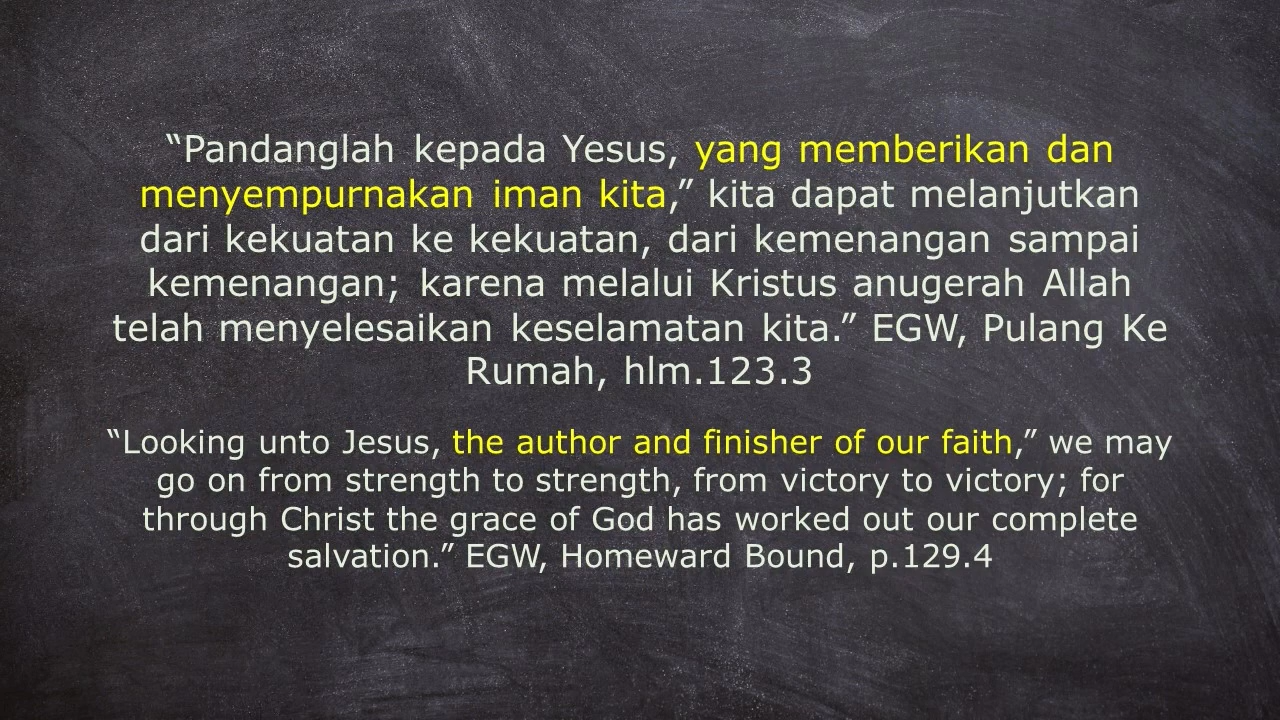 “Pandanglah kepada Yesus, yang memberikan dan
menyempurnakan iman kita,” kita dapat melanjutkan
dari kekuatan ke kekuatan, dari kemenangan sampai
kemenangan; karena melalui Kristus anugerah Allah
telah menyelesaikan keselamatan kita.” EGW, Pulang Ke
Rumah, hlm.123.3
“Looking unto Jesus, the author and finisher of our faith,” we may
go on from strength to strength, from victory to victory; for
through Christ the grace of God has worked out our complete
salvation.” EGW, Homeward Bound, p.129.4